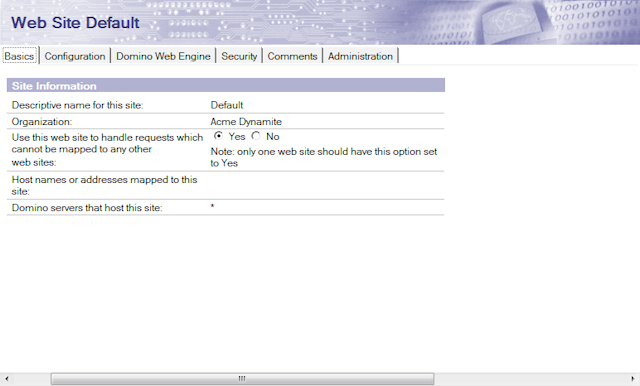 Web Site Default
Basics Configuration Domino Web Engine Security Comments Administration
Site Information
Descriptive name for this site: Default
Organization: Acme Dynamite
Use this web site to handle requests which Yes No
cannot be mapped to any other
web sites:
Note: only one web site should have this option set
to Yes
Host names or addresses mapped to this
site:
Domino servers that host this site: *